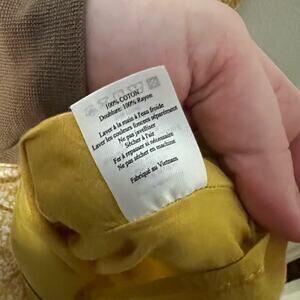 100% COTON
Doublure: 100% Rayon
Laver à la main à l'eau froide
Laver les couleurs foncées séparément
Ne pas javelliser
Sécher à l'air
Fer à repasser si nécessaire
Ne pas sécher en machine
Fabriqué au Vietnam